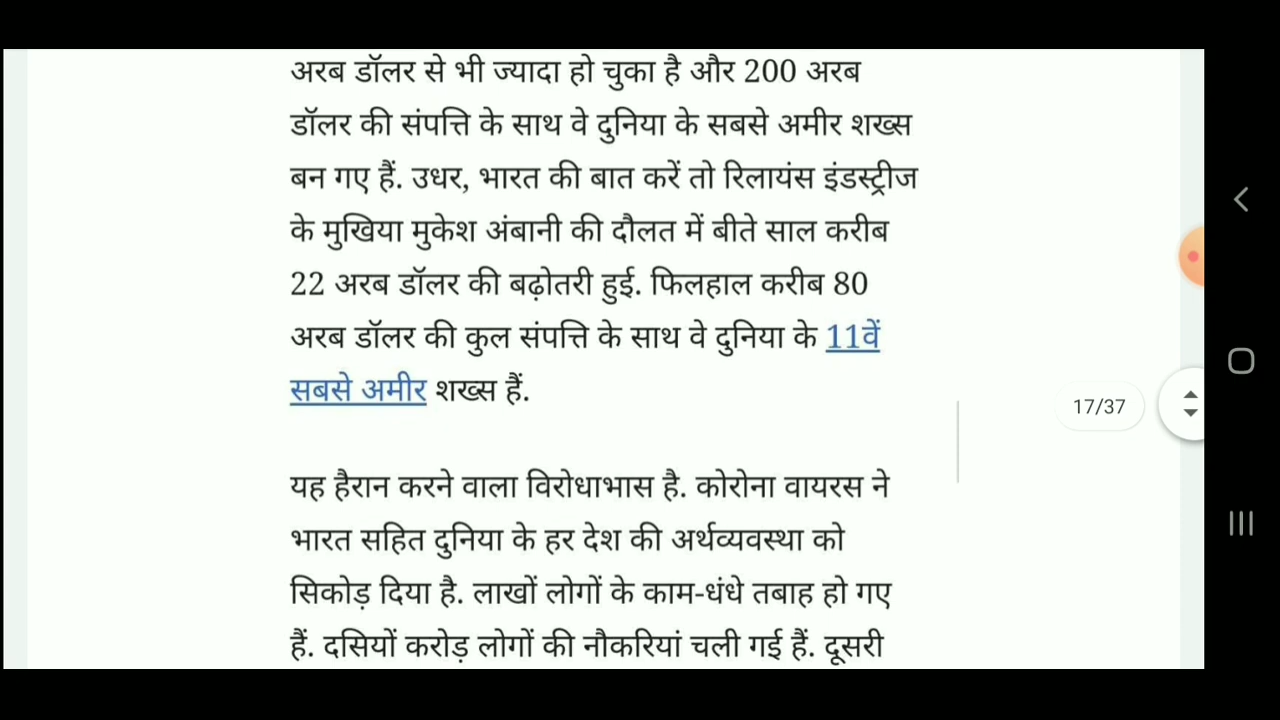 अरब डॉलर से भी ज्यादा हो चुका है और 200 अरब
डॉलर की संपत्ति के साथ वे दुनिया के सबसे अमीर शख्स
बन गए हैं. उधर, भारत की बात करें तो रिलायंस इंडस्ट्रीज
के मुखिया मुकेश अंबानी की दौलत में बीते साल करीब
22 अरब डॉलर की बढ़ोतरी हुई. फिलहाल करीब 80
अरब डॉलर की कुल संपत्ति के साथ वे दुनिया के 11वें
सबसे अमीर शख्स हैं.
17/37
यह हैरान करने वाला विरोधाभास है. कोरोना वायरस ने
भारत सहित दुनिया के हर देश की अर्थव्यवस्था को
सिकोड़ दिया है. लाखों लोगों के काम-धंधे तबाह हो गए
हैं. दसियों करोड़ लोगों की नौकरियां चली गई हैं. दूसरी